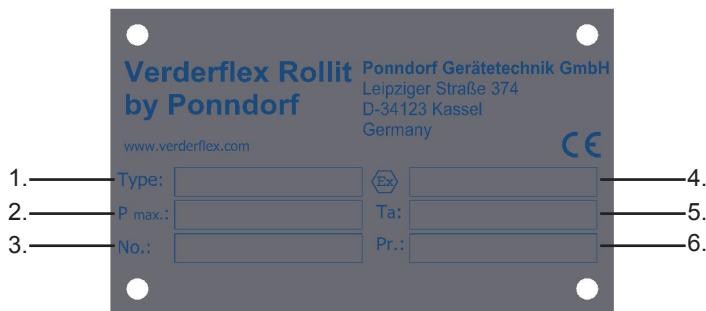 Verderflex Rollit
by Ponndorf
www.verderflex.com
Ponndorf Gerätetechnik GmbH
Leipziger Straße 374
D-34123 Kassel
Germany
CE
1. Type: Ex 4.
2. P max.: Ta: 5.
3. No.: Pr.: 6.